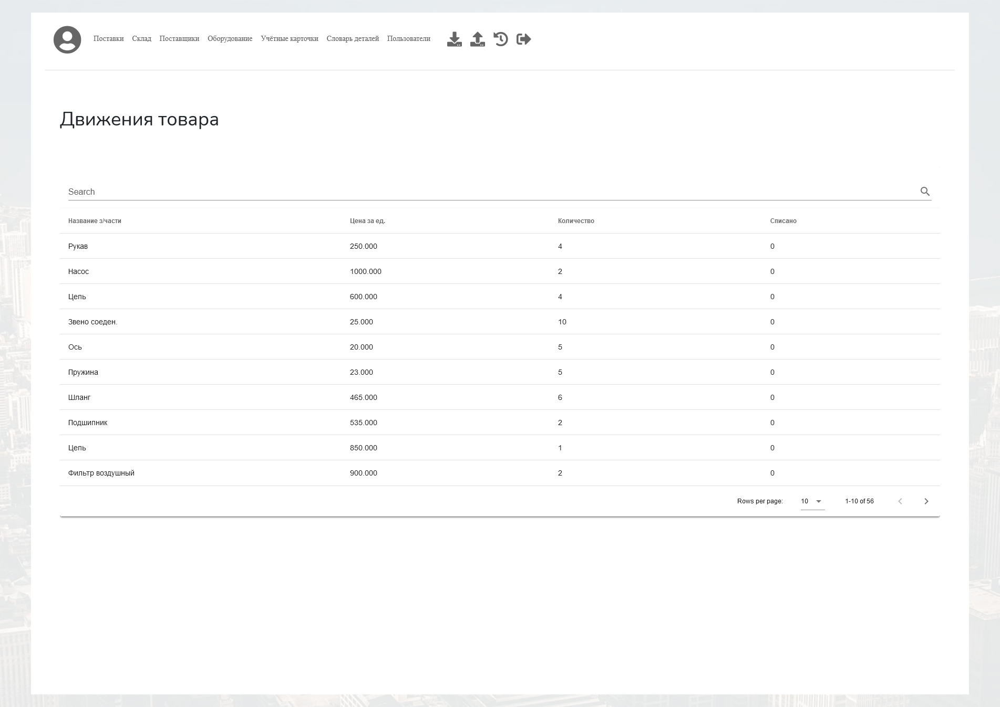 Поставки Склад Поставщики Оборудование Учётные карточки Словарь деталей Пользователи
Движения товара
Search
Название з/части Цена за ед. Количество Списано
Рукав 250.000 4 0
Насос 1000.000 2 0
Цепь 600.000 4 0
Звено соеден. 25.000 10 0
Ось 20.000 5 0
Пружина 23.000 5 0
Шланг 465.000 6 0
Подшипник 535.000 2 0
Цепь 850.000 1 0
Фильтр воздушный 900.000 2 0
Rows per page: 10 1-10 of 56